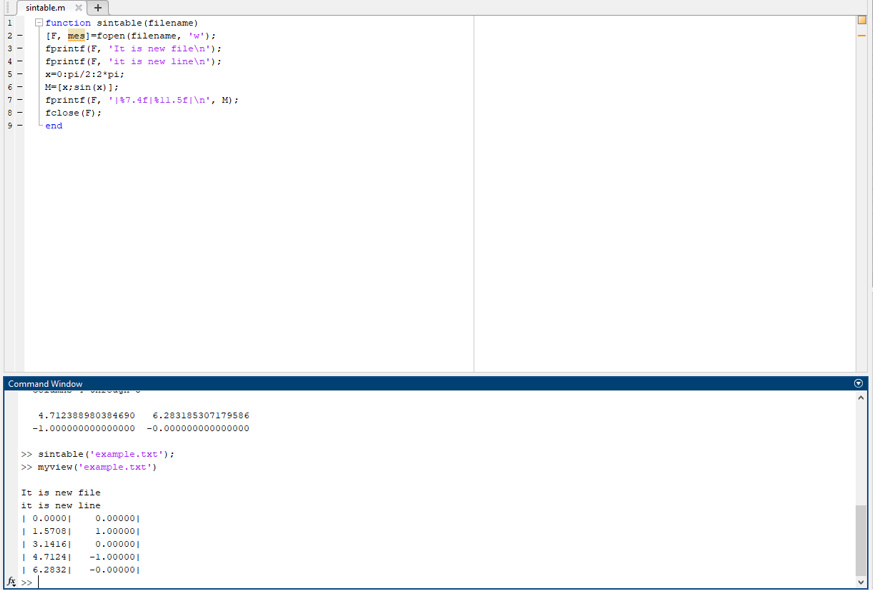 sintable.m
1 function sintable(filename)
2 - [F, mes]=fopen(filename, 'w');
3 - fprintf(F, 'It is new file\n');
4 - fprintf(F, 'it is new line\n');
5 - x=0:pi/2:2*pi;
6 - M=[x;sin(x)];
7 - fprintf(F, '|%7.4f|%11.5f|\n', M);
8 - fclose(F);
9 - end
Command Window
4.712388980384690 6.283185307179586
-1.000000000000000 -0.000000000000000
>> sintable('example.txt');
>> myview('example.txt')
It is new file
it is new line
| 0.0000| 0.00000|
| 1.5708| 1.00000|
| 3.1416| 0.00000|
| 4.7124| -1.00000|
| 6.2832| -0.00000|
fx >>